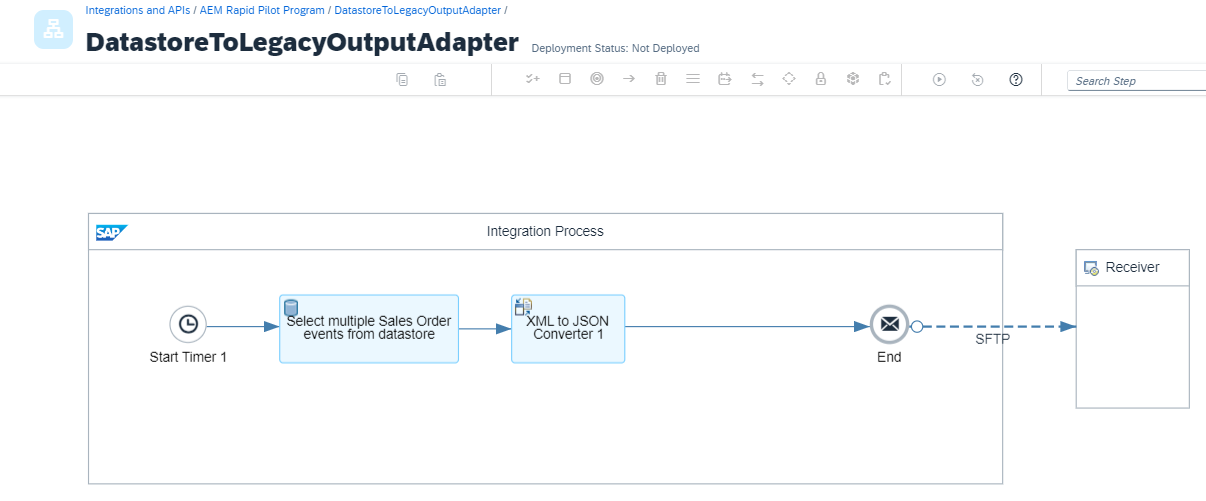 Integrations and APIs / AEM Rapid Pilot Program / DatastoreToLegacyOutputAdapter /
DatastoreToLegacyOutputAdapter
Deployment Status: Not Deployed
Search Step
SAP
Integration Process
Receiver
Select multiple Sales Order
events from datastore
XML to JSON
Converter 1
SFTP
Start Timer 1
End